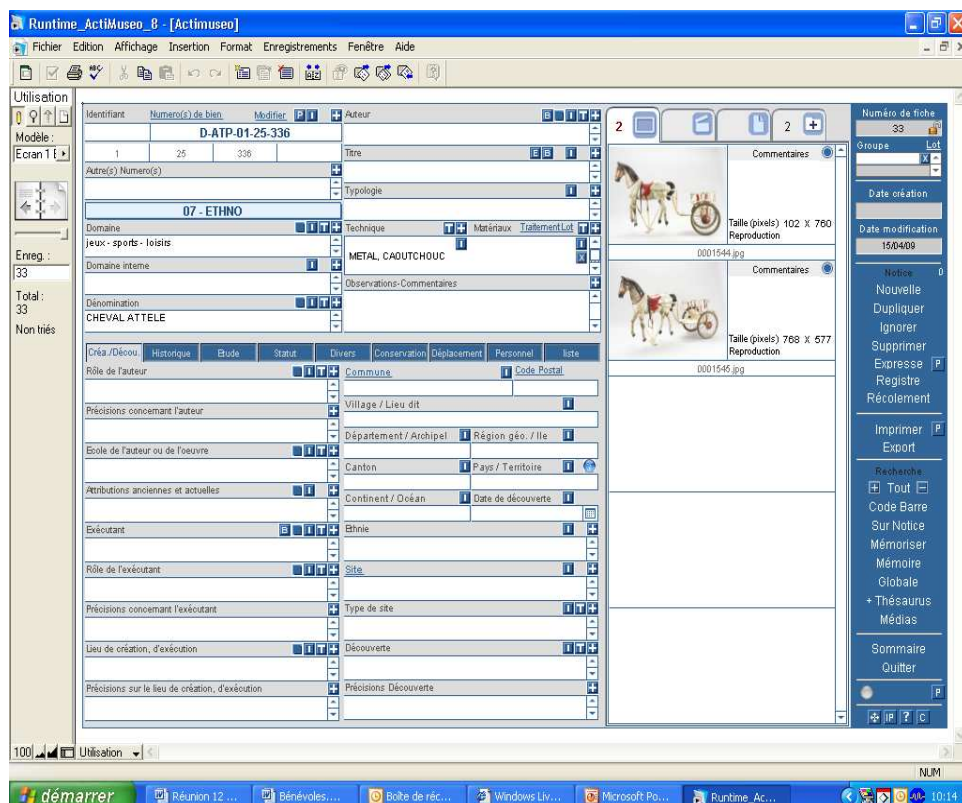 Runtime_ActiMuseo_8 - [Actimuseo]
Fichier Edition Affichage Insertion Format Enregistrements Fenêtre Aide
Utilisation
Modèle :
Ecran 1 E
Enreg. :
33
Total :
33
Non triés
Identifiant Numero(s) de bien Modifier P I
D-ATP-01-25-336
1 25 336
Autre(s) Numero(s)
07 - ETHNO
Domaine I T
jeux - sports - loisirs
Domaine interne I
Dénomination I T
CHEVAL ATTELE
Auteur B I T
Titre E B I
Typologie I
Technique T Matériaux Traitement Lot T
I I
METAL, CAOUTCHOUC X
Observations-Commentaires
Créa./Décou. Historique Etude Statut Divers Conservation Déplacement Personnel liste
Rôle de l'auteur I T
Précisions concernant l'auteur
Ecole de l'auteur ou de l'oeuvre I T
Attributions anciennes et actuelles I
Exécutant B I T
Rôle de l'exécutant I T
Précisions concernant l'exécutant
Lieu de création, d'exécution I T
Précisions sur le lieu de création, d'exécution
Commune I Code Postal
Village / Lieu dit I
Département / Archipel I Région géo. / Ile I
Canton I Pays / Territoire I
Continent / Océan I Date de découverte I
Ethnie I
Site I
Type de site I T
Découverte I T
Précisions Découverte
2 2 +
Commentaires
Taille (pixels) 102 X 760
Reproduction
0001544.jpg
Commentaires
Taille (pixels) 768 X 577
Reproduction
0001545.jpg
Numéro de fiche
33
Groupe Lot
X
Date création
Date modification
15/04/09
Notice 0
Nouvelle
Dupliquer
Ignorer
Supprimer
Expresse P
Registre
Récolement
Imprimer P
Export
Recherche
+ Tout -
Code Barre
Sur Notice
Mémoriser
Mémoire
Globale
+ Thésaurus
Médias
Sommaire
Quitter
P
IP ? C
100 Utilisation
NUM
démarrer Réunion 12 ... Bénévoles.... Boîte de réc... Windows Liv... Microsoft Po... Runtime_Ac... 10:14